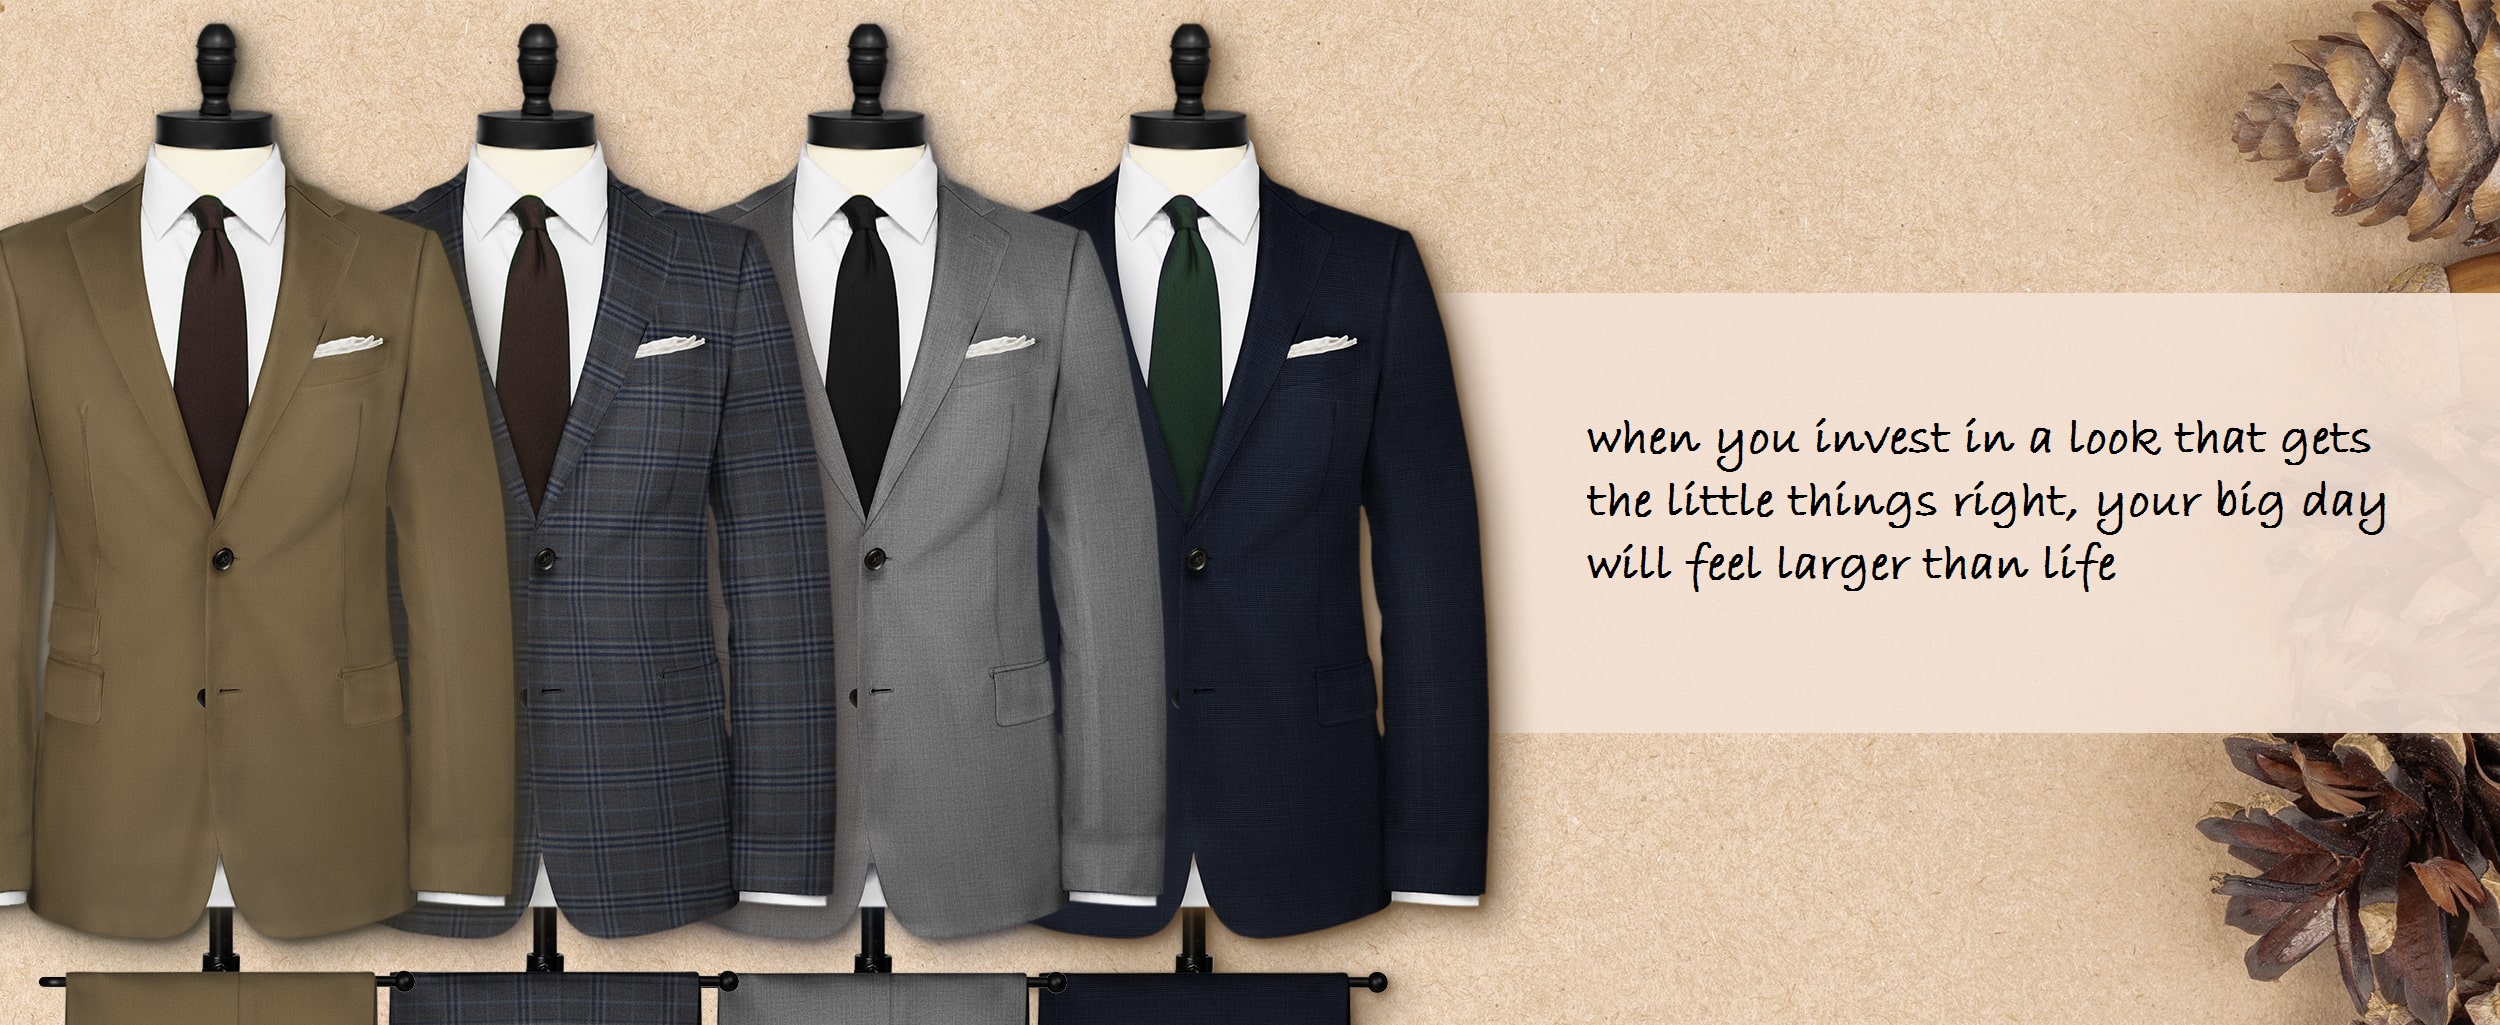 when you invest in a look that gets
the little things right, your big day
will feel larger than life